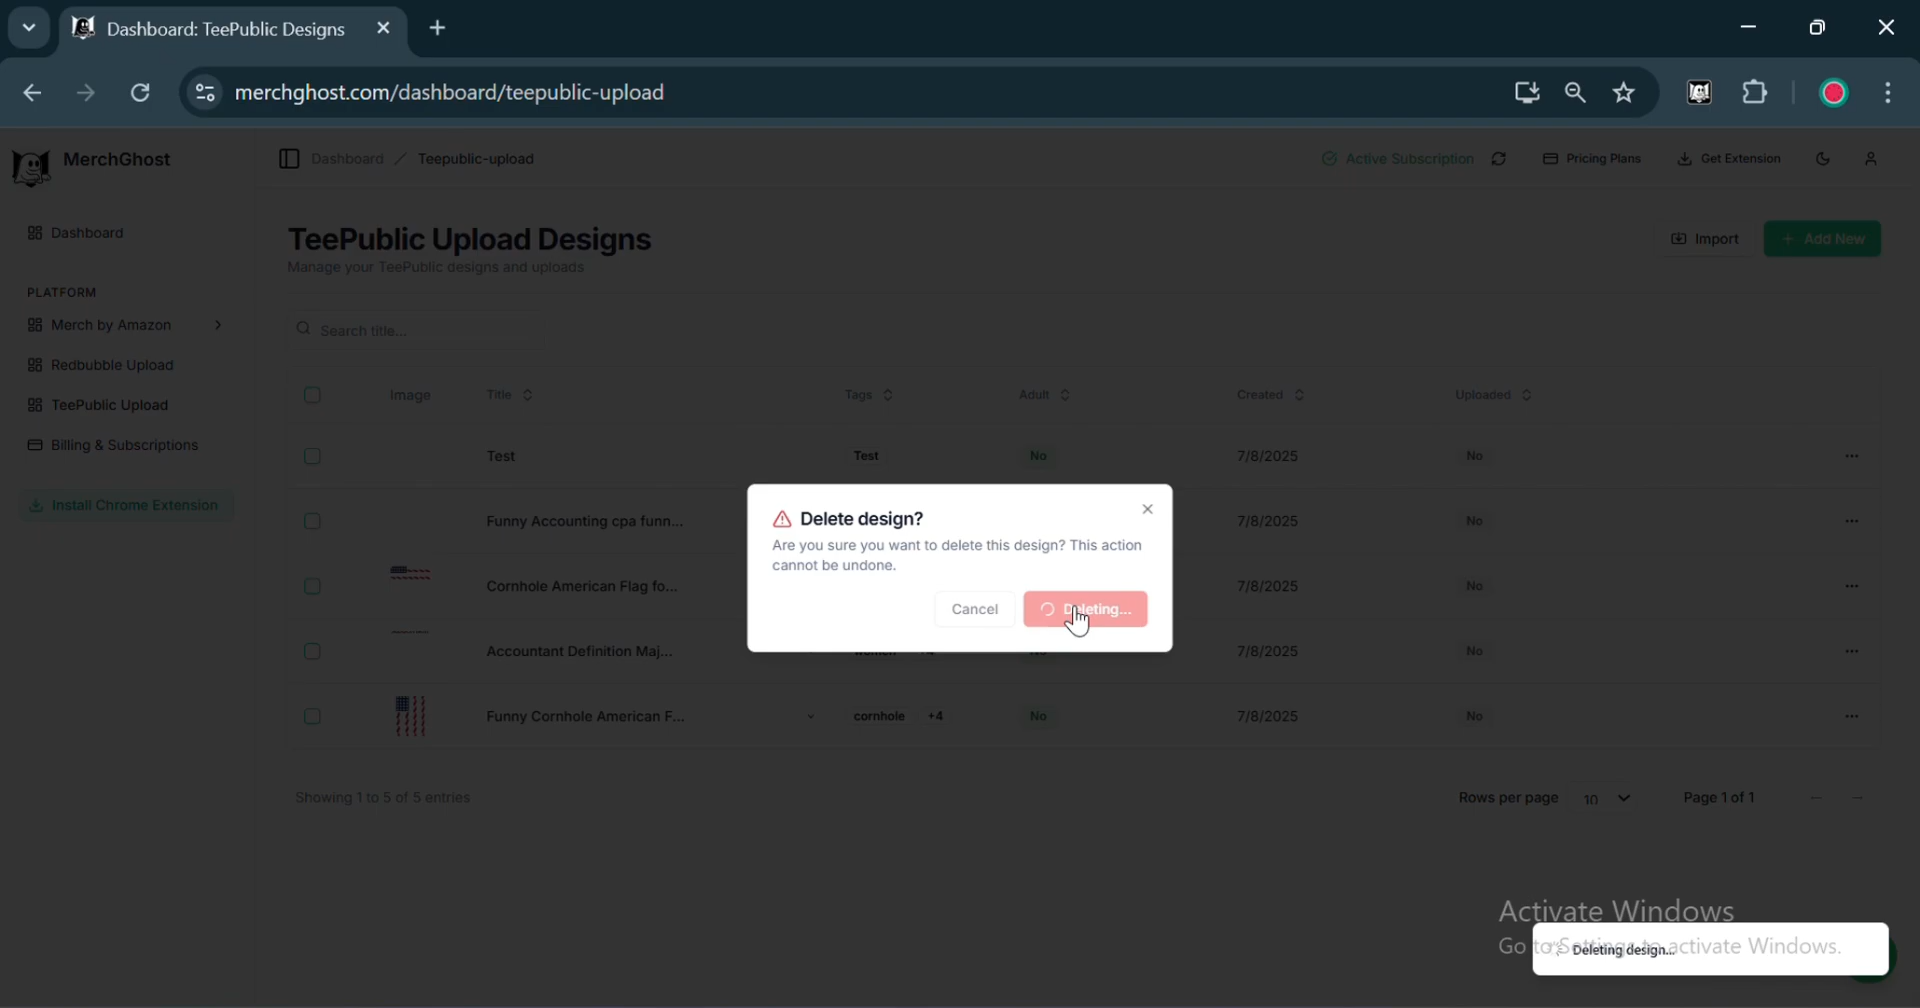 Dashboard: TeePublic Designs
merchghost.com/dashboard/teepublic-upload
MerchGhost
Dashboard / Teepublic-upload
Active Subscription
Pricing Plans
Get Extension
Dashboard
TeePublic Upload Designs
Manage your TeePublic designs and uploads
Import
+ Add New
PLATFORM
Merch by Amazon
Redbubble Upload
TeePublic Upload
Billing & Subscriptions
Install Chrome Extension
Search title...
Image Title Tags Adult Created Uploaded
Test Test No 7/8/2025 No ...
Funny Accounting cpa funn... 7/8/2025 No ...
Cornhole American Flag fo... 7/8/2025 No ...
Accountant Definition Maj... women +4 No 7/8/2025 No ...
Funny Cornhole American F... cornhole +4 No 7/8/2025 No ...
Delete design?
Are you sure you want to delete this design? This action
cannot be undone.
Cancel
Deleting...
Showing 1 to 5 of 5 entries
Rows per page 10
Page 1 of 1
Activate Windows
Go to Settings to activate Windows.
Deleting design...